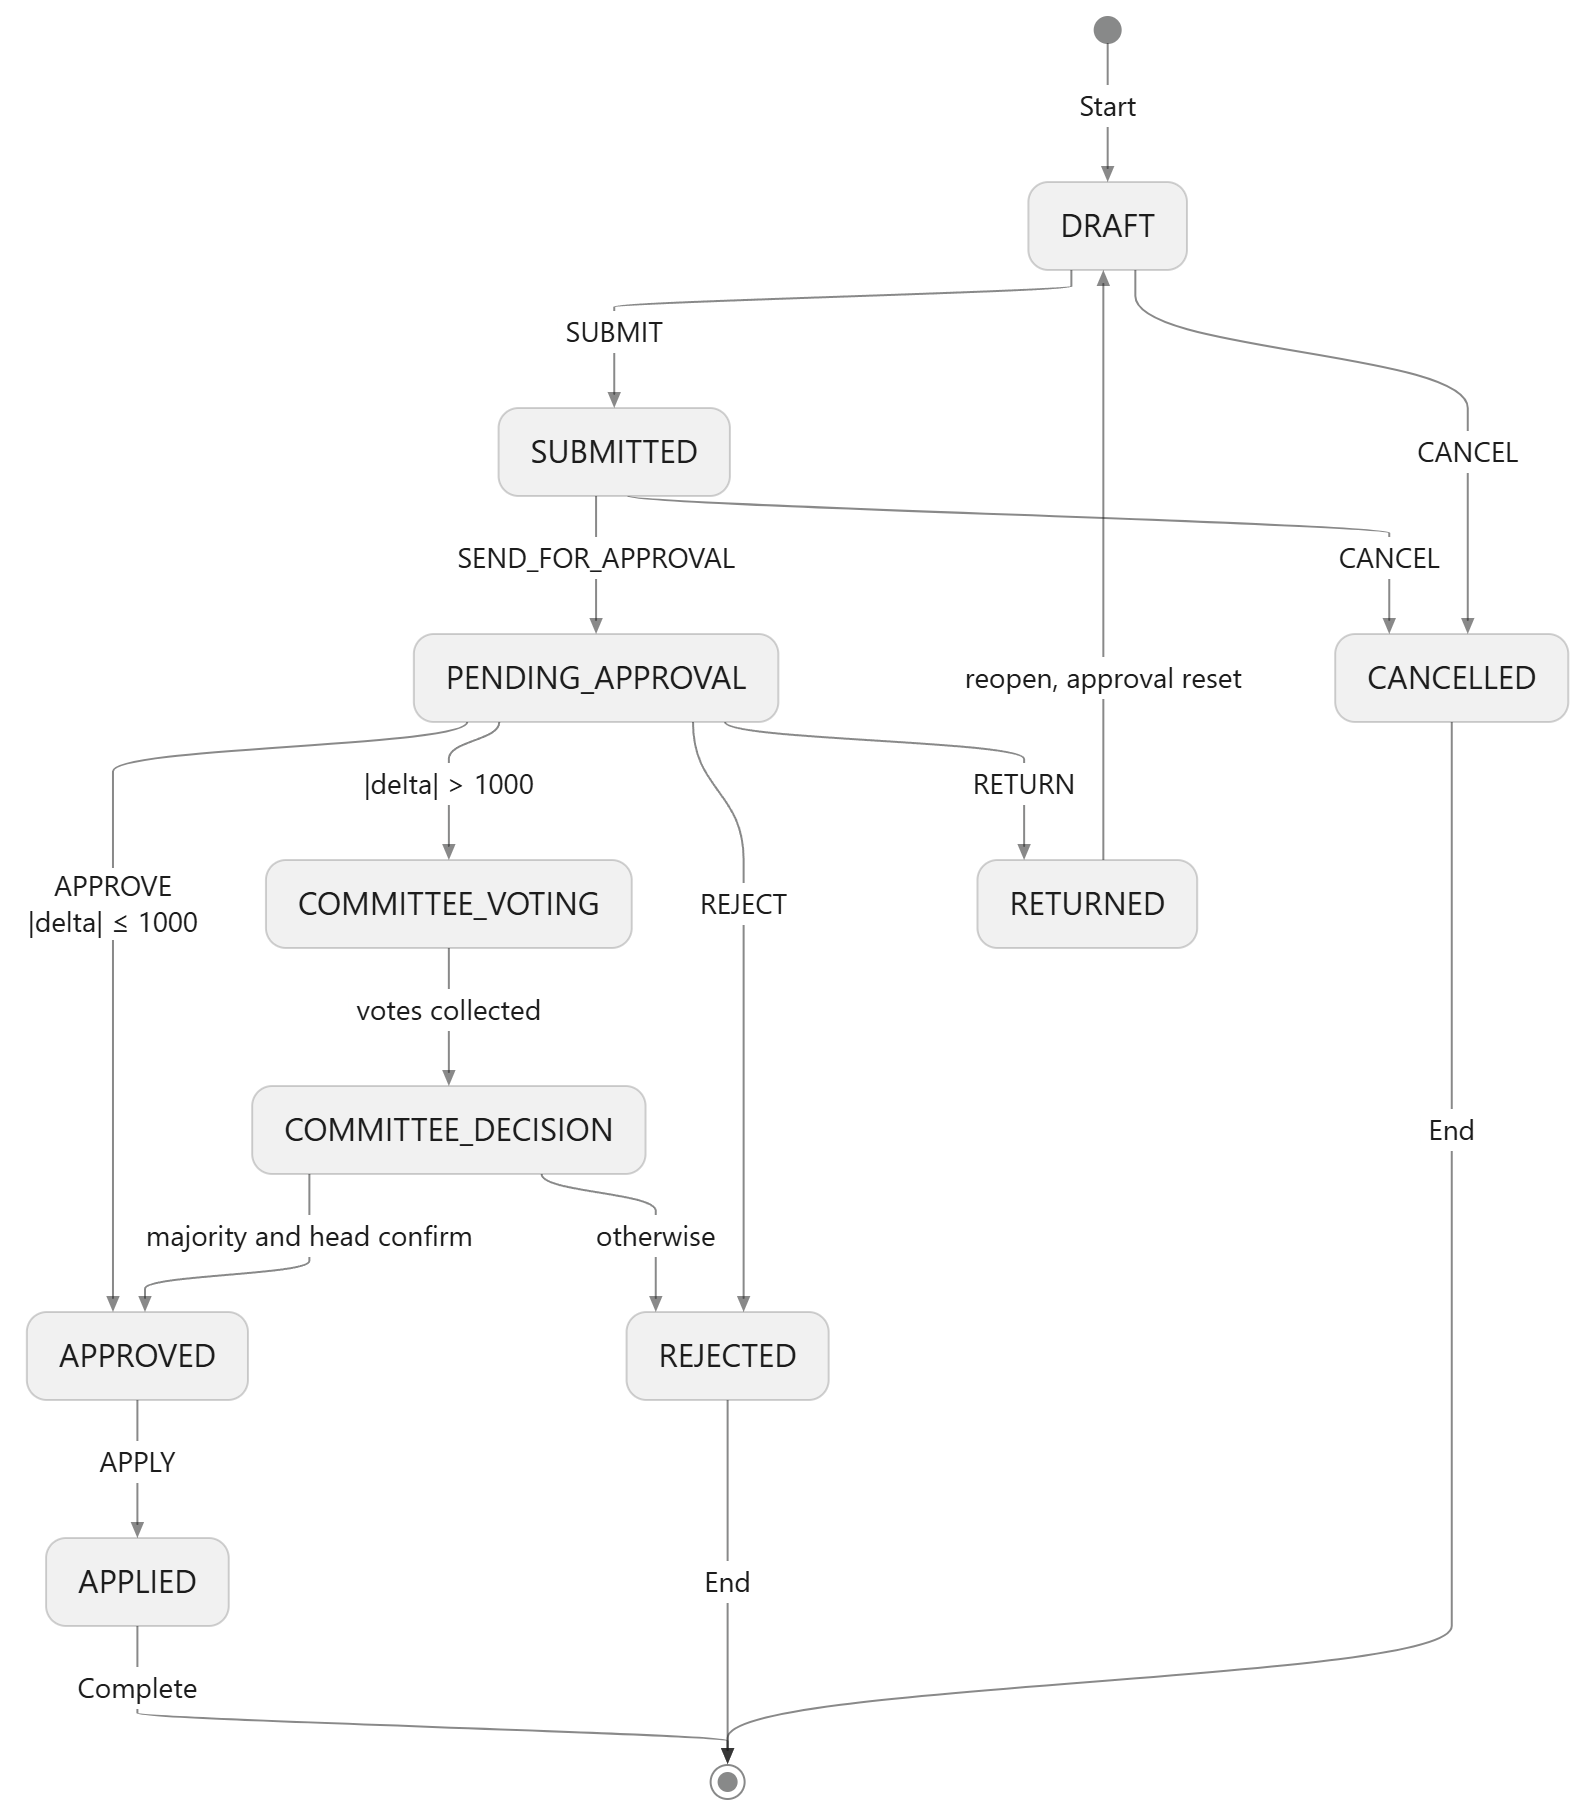 Start
DRAFT
SUBMIT
SUBMITTED
CANCEL
SEND_FOR_APPROVAL
CANCEL
PENDING_APPROVAL
reopen, approval reset
CANCELLED
|delta| > 1000
RETURN
APPROVE
|delta| ≤ 1000
COMMITTEE_VOTING
REJECT
RETURNED
votes collected
COMMITTEE_DECISION
End
majority and head confirm
otherwise
APPROVED
REJECTED
APPLY
APPLIED
End
Complete